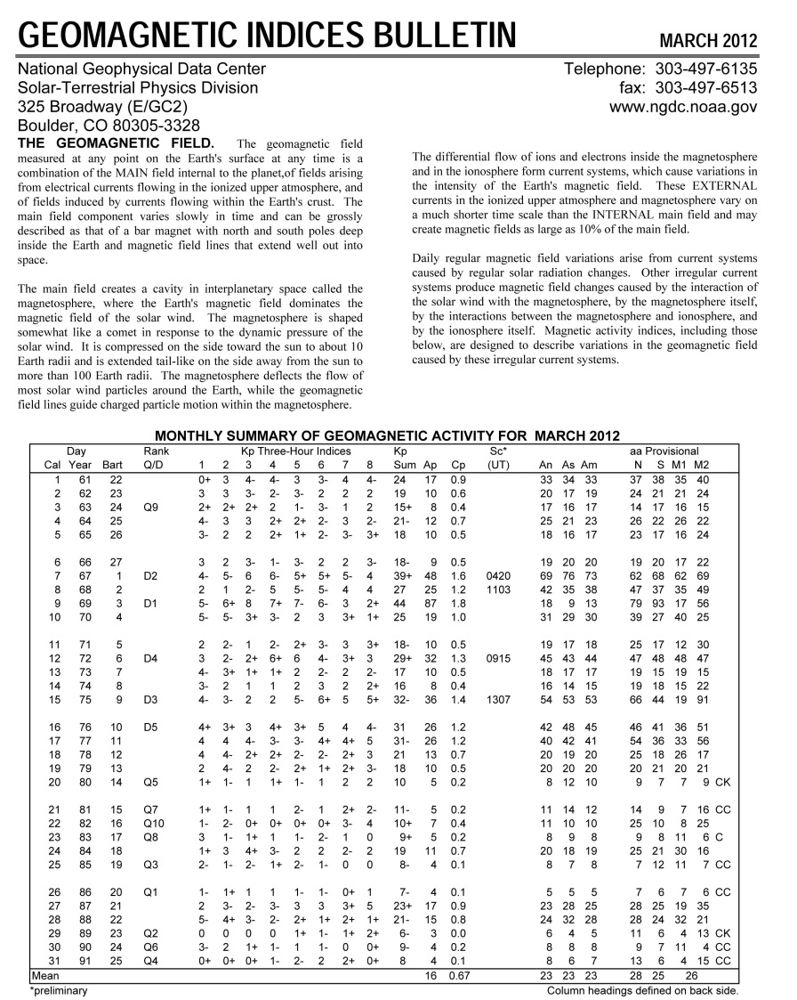 GEOMAGNETIC INDICES BULLETIN MARCH 2012
National Geophysical Data Center Telephone: 303-497-6135
Solar-Terrestrial Physics Division fax: 303-497-6513
325 Broadway (E/GC2) www.ngdc.noaa.gov
Boulder, CO 80305-3328
THE GEOMAGNETIC FIELD. The geomagnetic field
measured at any point on the Earth's surface at any time is a
combination of the MAIN field internal to the planet,of fields arising
from electrical currents flowing in the ionized upper atmosphere, and
of fields induced by currents flowing within the Earth's crust. The
main field component varies slowly in time and can be grossly
described as that of a bar magnet with north and south poles deep
inside the Earth and magnetic field lines that extend well out into
space.
The main field creates a cavity in interplanetary space called the
magnetosphere, where the Earth's magnetic field dominates the
magnetic field of the solar wind. The magnetosphere is shaped
somewhat like a comet in response to the dynamic pressure of the
solar wind. It is compressed on the side toward the sun to about 10
Earth radii and is extended tail-like on the side away from the sun to
more than 100 Earth radii. The magnetosphere deflects the flow of
most solar wind particles around the Earth, while the geomagnetic
field lines guide charged particle motion within the magnetosphere.
The differential flow of ions and electrons inside the magnetosphere
and in the ionosphere form current systems, which cause variations in
the intensity of the Earth's magnetic field. These EXTERNAL
currents in the ionized upper atmosphere and magnetosphere vary on
a much shorter time scale than the INTERNAL main field and may
create magnetic fields as large as 10% of the main field.
Daily regular magnetic field variations arise from current systems
caused by regular solar radiation changes. Other irregular current
systems produce magnetic field changes caused by the interaction of
the solar wind with the magnetosphere, by the magnetosphere itself,
by the interactions between the magnetosphere and ionosphere, and
by the ionosphere itself. Magnetic activity indices, including those
below, are designed to describe variations in the geomagnetic field
caused by these irregular current systems.
MONTHLY SUMMARY OF GEOMAGNETIC ACTIVITY FOR MARCH 2012
Day Rank Kp Three-Hour Indices Kp Sc* aa Provisional
Cal Year Bart Q/D 1 2 3 4 5 6 7 8 Sum Ap Cp (UT) An As Am N S M1 M2
1 61 22 0+ 3 4- 4- 3 3- 4 4- 24 17 0.9 33 34 33 37 38 35 40
2 62 23 3 3 3- 2- 3- 2 2 2 19 10 0.6 20 17 19 24 21 21 24
3 63 24 Q9 2+ 2+ 2+ 2 1- 3- 1 2 15+ 8 0.4 17 16 17 14 17 16 15
4 64 25 4- 3 3 2+ 2+ 2- 3 2- 21- 12 0.7 25 21 23 26 22 26 22
5 65 26 3- 2 2 2+ 1+ 2- 3- 3+ 18 10 0.5 18 16 17 23 17 16 24
6 66 27 3 2 3- 1- 3- 2 2 3- 18- 9 0.5 19 20 20 19 20 17 22
7 67 1 D2 4- 5- 6 6- 5+ 5+ 5- 4 39+ 48 1.6 0420 69 76 73 62 68 62 69
8 68 2 2 1 2- 5 5- 5- 4 4 27 25 1.2 1103 42 35 38 47 37 35 49
9 69 3 D1 5- 6+ 8 7+ 7- 6- 3 2+ 44 87 1.8 18 9 13 79 93 17 56
10 70 4 5- 5- 3+ 3- 2 3 3+ 1+ 25 19 1.0 31 29 30 39 27 40 25
11 71 5 2 2- 1 2- 2+ 3- 3 3+ 18- 10 0.5 19 17 18 25 17 12 30
12 72 6 D4 3 2- 2+ 6+ 6 4- 3+ 3 29+ 32 1.3 0915 45 43 44 47 48 48 47
13 73 7 4- 3+ 1+ 1+ 2 2- 2 2- 17 10 0.5 18 17 17 19 15 19 15
14 74 8 3- 2 1 1 2 3 2 2+ 16 8 0.4 16 14 15 19 18 15 22
15 75 9 D3 4- 3- 2 2 5- 6+ 5 5+ 32- 36 1.4 1307 54 53 53 66 44 19 91
16 76 10 D5 4+ 3+ 3 4+ 3+ 5 4 4- 31 26 1.2 42 48 45 46 41 36 51
17 77 11 4 4 4- 3- 3- 4+ 4+ 5 31- 26 1.2 40 42 41 54 36 33 56
18 78 12 4 4- 2+ 2+ 2- 2- 2+ 3 21 13 0.7 20 19 20 25 18 26 17
19 79 13 2 4- 2 2- 2+ 1+ 2+ 3- 18 10 0.5 20 20 20 20 21 20 21
20 80 14 Q5 1+ 1- 1 1+ 1- 1 2 2 10 5 0.2 8 12 10 9 7 7 9 CK
21 81 15 Q7 1+ 1- 1 1 2- 1 2+ 2- 11- 5 0.2 11 14 12 14 9 7 16 CC
22 82 16 Q10 1- 2- 0+ 0+ 0+ 0+ 3- 4 10+ 7 0.4 11 10 10 25 10 8 25
23 83 17 Q8 3 1- 1+ 1 1- 2- 1 0 9+ 5 0.2 8 9 8 9 8 11 6 C
24 84 18 1+ 3 4+ 3- 2 2 2- 2 19 11 0.7 20 18 19 25 21 30 16
25 85 19 Q3 2- 1- 2- 1+ 2- 1- 0 0 8- 4 0.1 8 7 8 7 12 11 7 CC
26 86 20 Q1 1- 1+ 1 1 1- 1- 0+ 1 7- 4 0.1 5 5 5 7 6 7 6 CC
27 87 21 2 3- 2- 3- 3 3 3+ 5 23+ 17 0.9 23 28 25 28 25 19 35
28 88 22 5- 4+ 3- 2- 2+ 1+ 2+ 1+ 21- 15 0.8 24 32 28 28 24 32 21
29 89 23 Q2 0 0 0 0 1+ 1- 1+ 2+ 6- 3 0.0 6 4 5 11 6 4 13 CK
30 90 24 Q6 3- 2 1+ 1- 1 1- 0 0+ 9- 4 0.2 8 8 8 9 7 11 4 CC
31 91 25 Q4 0+ 0+ 0+ 1- 2- 2 2+ 0+ 8 4 0.1 8 6 7 13 6 4 15 CC
Mean 16 0.67 23 23 23 28 25 26
*preliminary Column headings defined on back side.